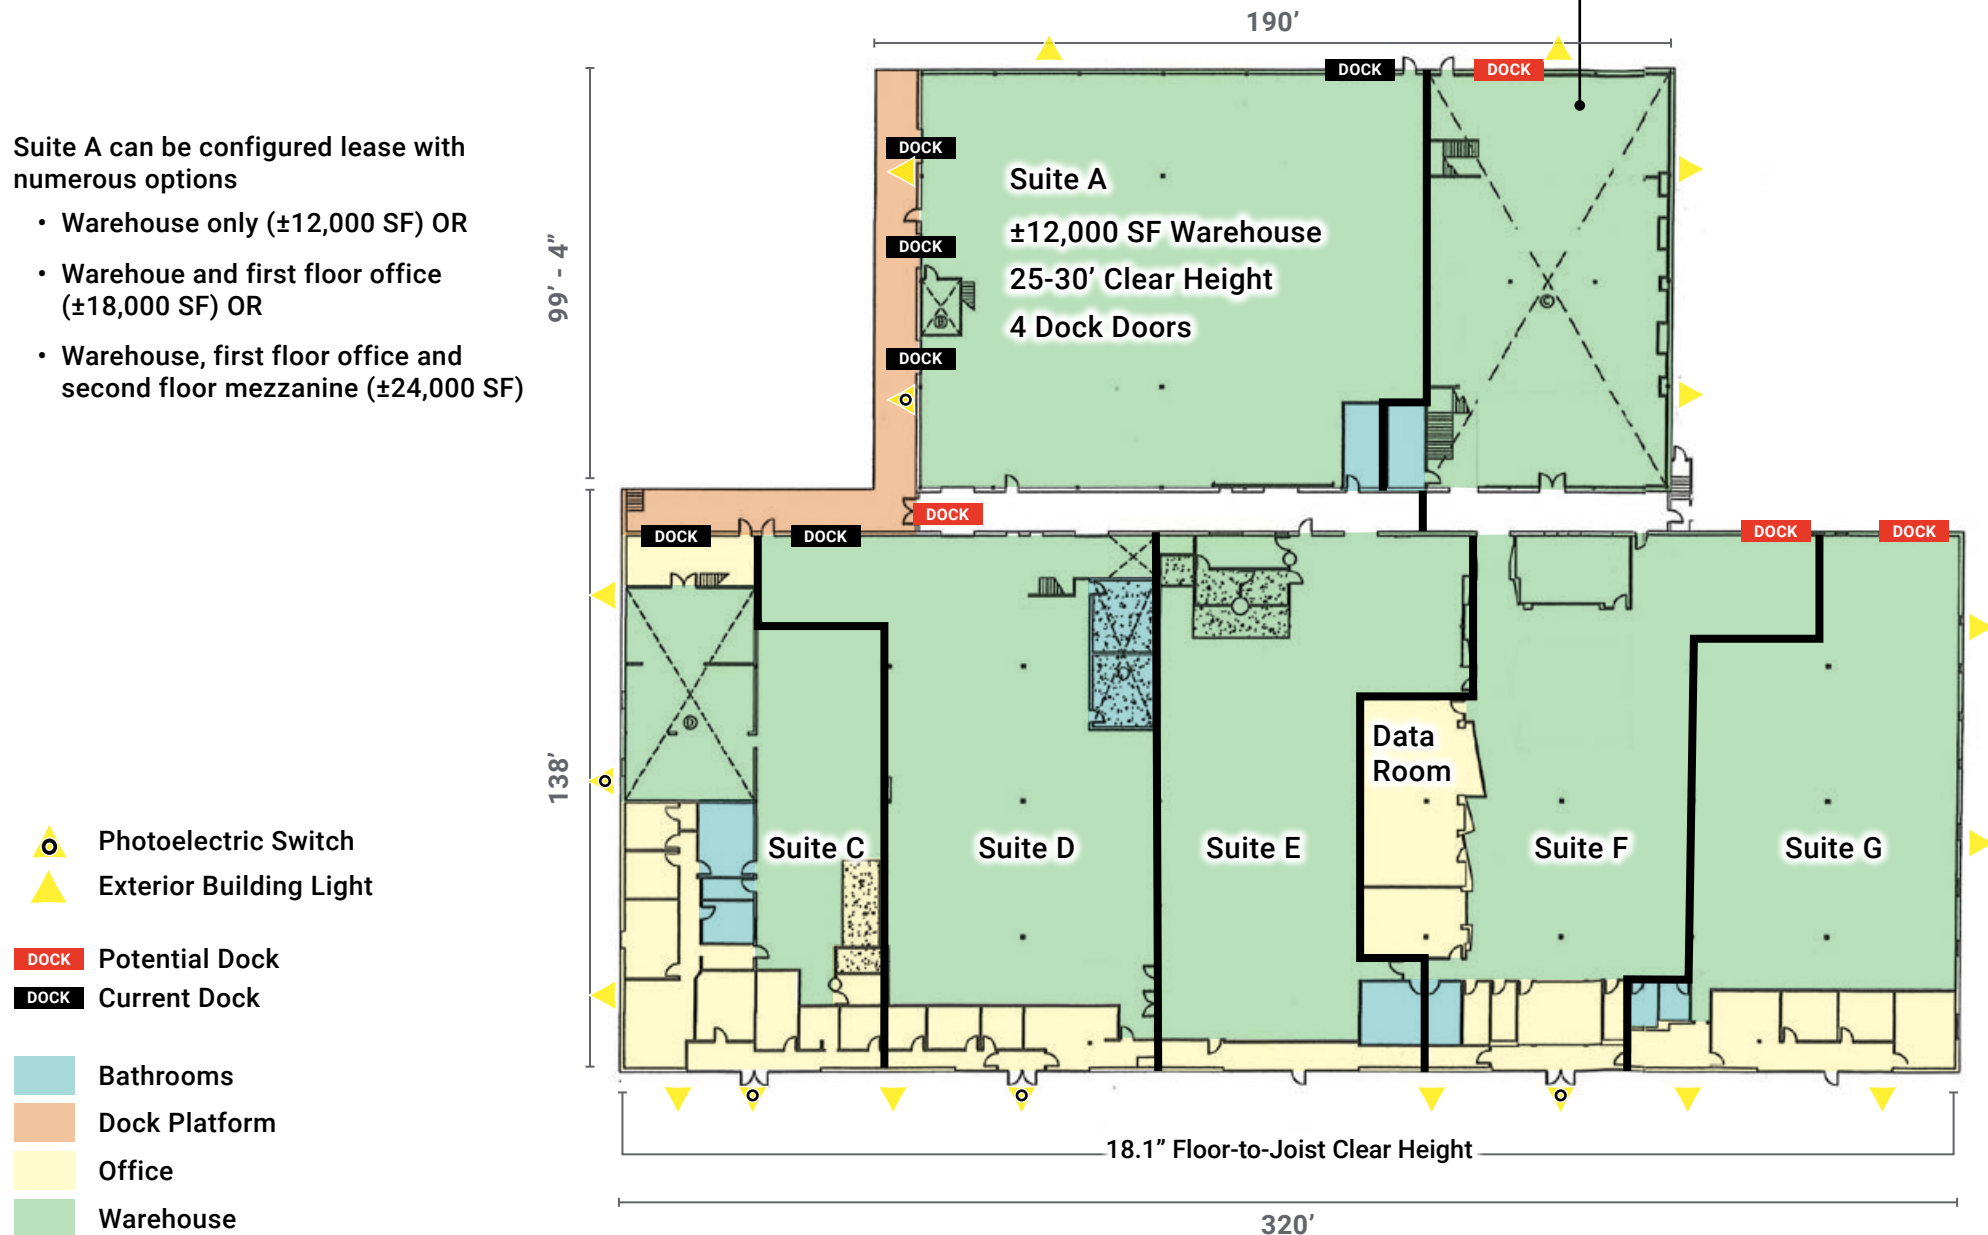 190’
DOCK
DOCK
Suite A can be configured lease with
numerous options
• Warehouse only (±12,000 SF) OR
• Warehoue and first floor office
(±18,000 SF) OR
• Warehouse, first floor office and
second floor mezzanine (±24,000 SF)
99’ - 4”
DOCK
DOCK
DOCK
Suite A
±12,000 SF Warehouse
25-30’ Clear Height
4 Dock Doors
B
C
DOCK
DOCK
DOCK
DOCK
DOCK
138’
D
Data
Room
Suite C
Suite D
Suite E
Suite F
Suite G
Photoelectric Switch
Exterior Building Light
DOCK Potential Dock
DOCK Current Dock
Bathrooms
Dock Platform
Office
Warehouse
18.1” Floor-to-Joist Clear Height
320’